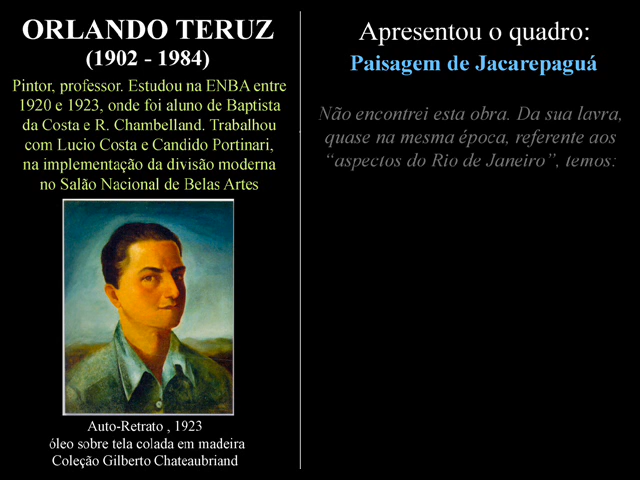 ORLANDO TERUZ
(1902 - 1984)
Pintor, professor. Estudou na ENBA entre
1920 e 1923, onde foi aluno de Baptista
da Costa e R. Chambelland. Trabalhou
com Lucio Costa e Candido Portinari,
na implementação da divisão moderna
no Salão Nacional de Belas Artes
Auto-Retrato , 1923
óleo sobre tela colada em madeira
Coleção Gilberto Chateaubriand
Apresentou o quadro:
Paisagem de Jacarepaguá
Não encontrei esta obra. Da sua lavra,
quase na mesma época, referente aos
“aspectos do Rio de Janeiro”, temos: